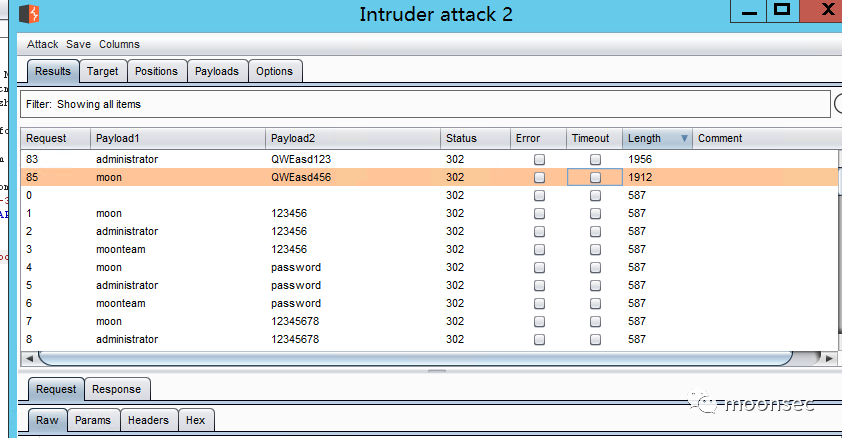 Intruder attack 2
Attack Save Columns
Results Target Positions Payloads Options
Filter: Showing all items
Request Payload1 Payload2 Status Error Timeout Length Comment
83 administrator QWEasd123 302 1956
85 moon QWEasd456 302 1912
0 302 587
1 moon 123456 302 587
2 administrator 123456 302 587
3 moonteam 123456 302 587
4 moon password 302 587
5 administrator password 302 587
6 moonteam password 302 587
7 moon 12345678 302 587
8 administrator 12345678 302 587
Request Response
Raw Params Headers Hex
moonsec